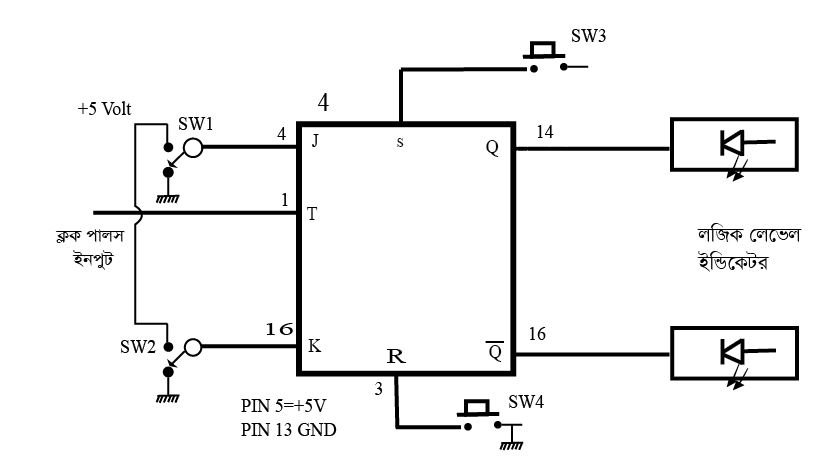 SW3
4
+5 Volt
SW1
4
J
S
Q
14
1
T
ক্লক পালস
ইনপুট
লজিক লেভেল
ইন্ডিকেটর
16
K
SW2
R
Q̅
16
3
PIN 5=+5V
PIN 13 GND
SW4